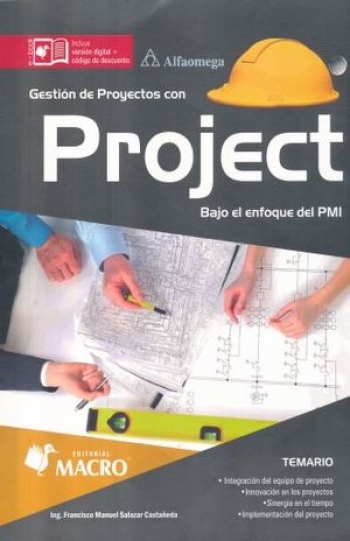 Incluye
versión digital +
código de descuento
Alfaomega
Gestión de Proyectos con
Project
Bajo el enfoque del PMI
EDITORIAL
MACRO®
TEMARIO
• Integración del equipo de proyecto
• Innovación en los proyectos
• Sinergia en el tiempo
• Implementación del proyecto
Ing. Francisco Manuel Salazar Castañeda